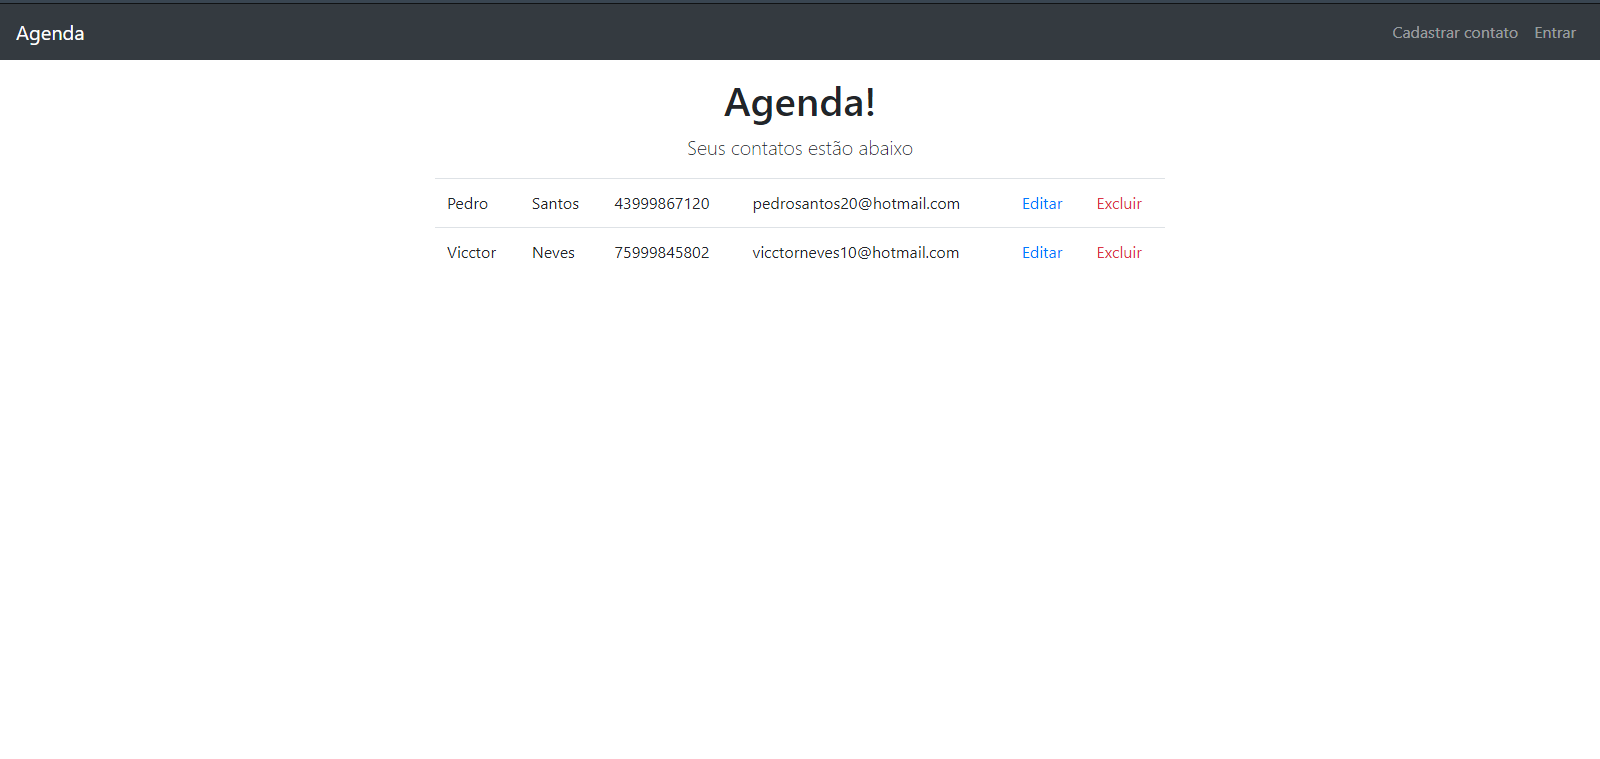 Agenda Cadastrar contato Entrar
Agenda!
Seus contatos estão abaixo
Pedro Santos 43999867120 pedrosantos20@hotmail.com Editar Excluir
Vicctor Neves 75999845802 vicctorneves10@hotmail.com Editar Excluir